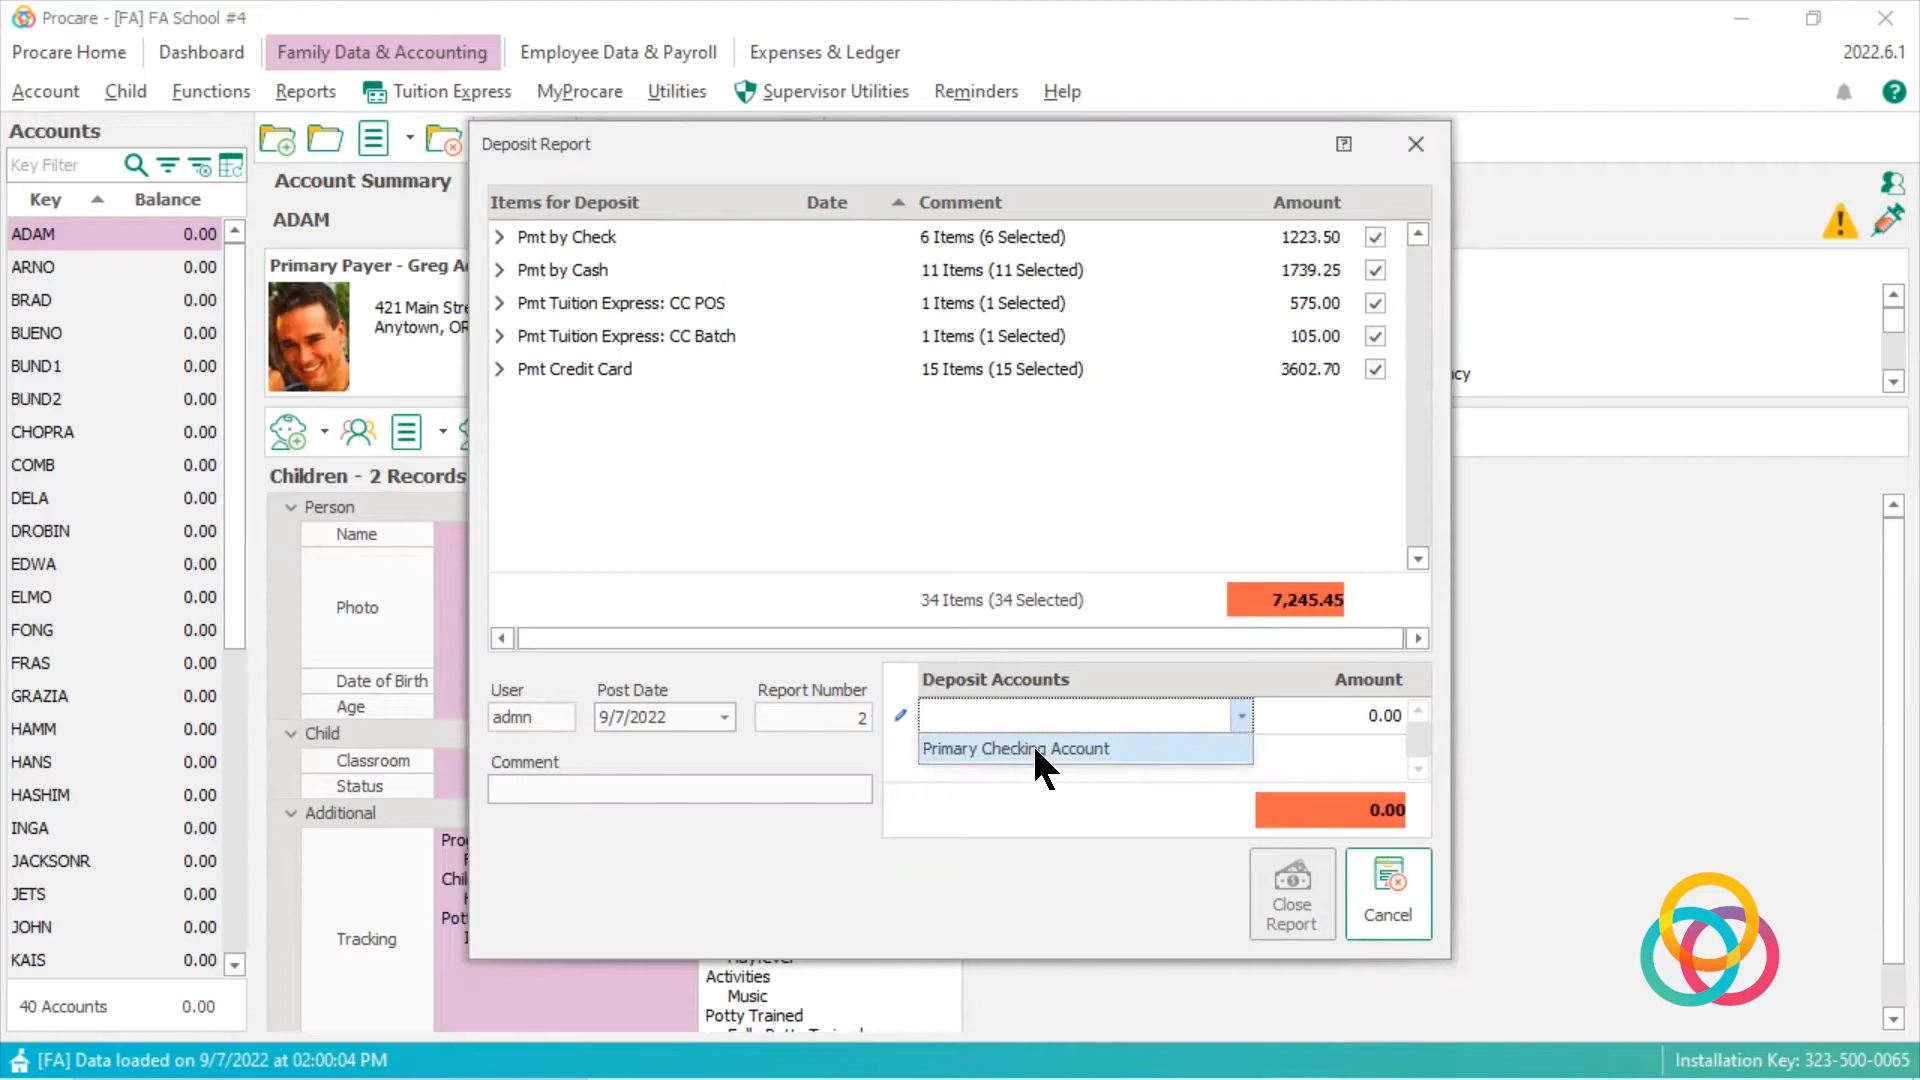 Procare - [FA] FA School #4
Procare Home Dashboard Family Data & Accounting Employee Data & Payroll Expenses & Ledger 2022.6.1
Account Child Functions Reports Tuition Express MyProcare Utilities Supervisor Utilities Reminders Help
Accounts
Key Filter
Key Balance
ADAM 0.00
ARNO 0.00
BRAD 0.00
BUENO 0.00
BUND1 0.00
BUND2 0.00
CHOPRA 0.00
COMB 0.00
DELA 0.00
DROBIN 0.00
EDWA 0.00
ELMO 0.00
FONG 0.00
FRAS 0.00
GRAZIA 0.00
HAMM 0.00
HANS 0.00
HASHIM 0.00
INGA 0.00
JACKSONR 0.00
JETS 0.00
JOHN 0.00
KAIS 0.00
40 Accounts 0.00
Account Summary
ADAM
Primary Payer - Greg A
421 Main Stre
Anytown, OR
Children - 2 Records
Person
Name
Photo
Date of Birth
Age
Child
Classroom
Status
Additional
Tracking
Activities
Music
Potty Trained
Deposit Report
Items for Deposit Date Comment Amount
Pmt by Check 6 Items (6 Selected) 1223.50
Pmt by Cash 11 Items (11 Selected) 1739.25
Pmt Tuition Express: CC POS 1 Items (1 Selected) 575.00
Pmt Tuition Express: CC Batch 1 Items (1 Selected) 105.00
Pmt Credit Card 15 Items (15 Selected) 3602.70
34 Items (34 Selected) 7,245.45
User Post Date Report Number
admn 9/7/2022 2
Comment
Deposit Accounts Amount
0.00
Primary Checking Account
0.00
Close Report
Cancel
[FA] Data loaded on 9/7/2022 at 02:00:04 PM
Installation Key: 323-500-0065